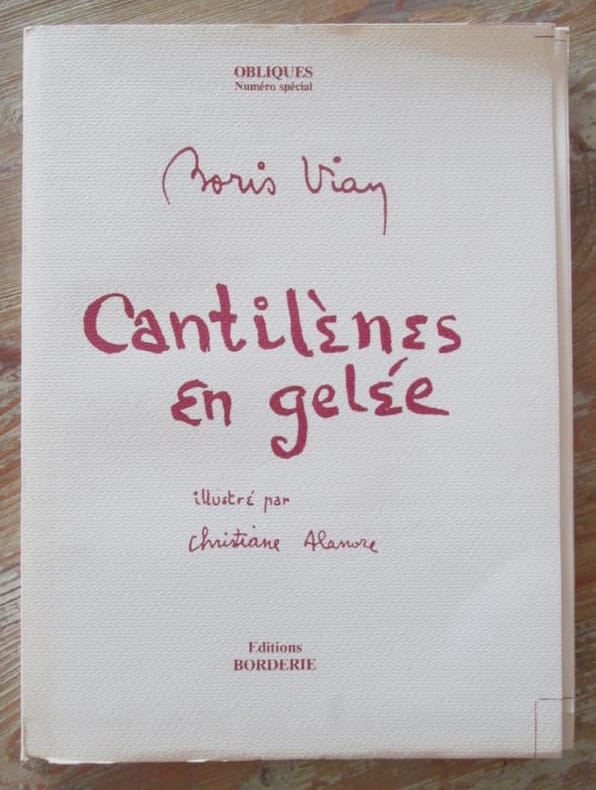 OBLIQUES
Numéro spécial
Boris Vian
Cantilènes
en gelée
illustré par
Christiane Alanore
Editions
BORDERIE